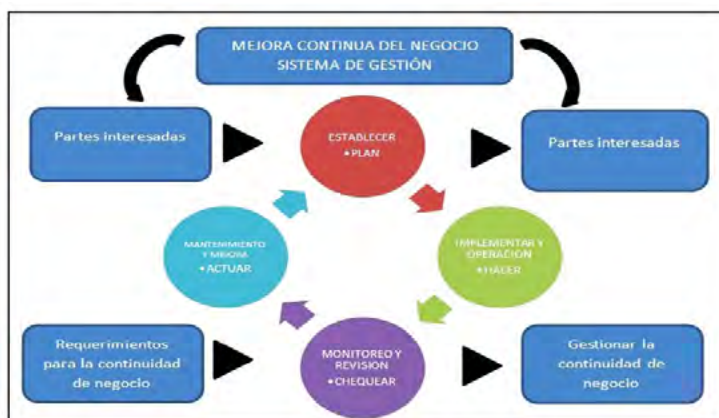 MEJORA CONTINUA DEL NEGOCIO
SISTEMA DE GESTIÓN
Partes interesadas
ESTABLECER
•PLAN
Partes interesadas
MANTENIMIENTO
Y MEJORA
•ACTUAR
IMPLEMENTAR Y
OPERACIÓN
•HACER
Requerimientos
para la continuidad
de negocio
MONITOREO Y
REVISION
•CHEQUEAR
Gestionar la
continuidad de
negocio